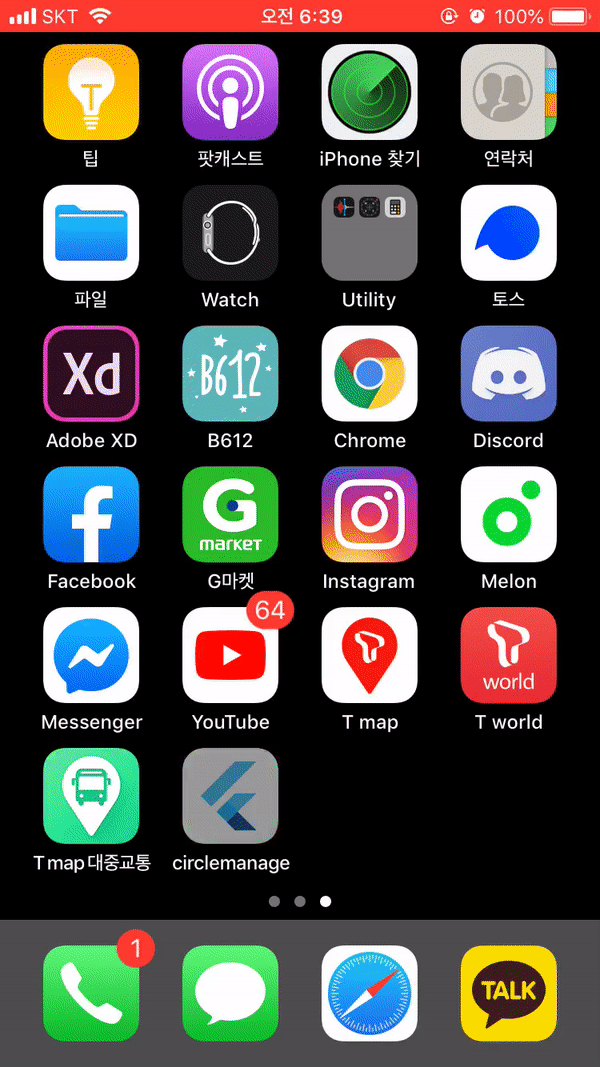 SKT 오전 6:39 100%
T
팁 팟캐스트 iPhone 찾기 연락처
파일 Watch Utility 토스
Xd B612
Adobe XD B612 Chrome Discord
G market
Facebook G마켓 Instagram Melon
64
T world
Messenger YouTube T map T world
T map 대중교통 circlemanage
1
TALK